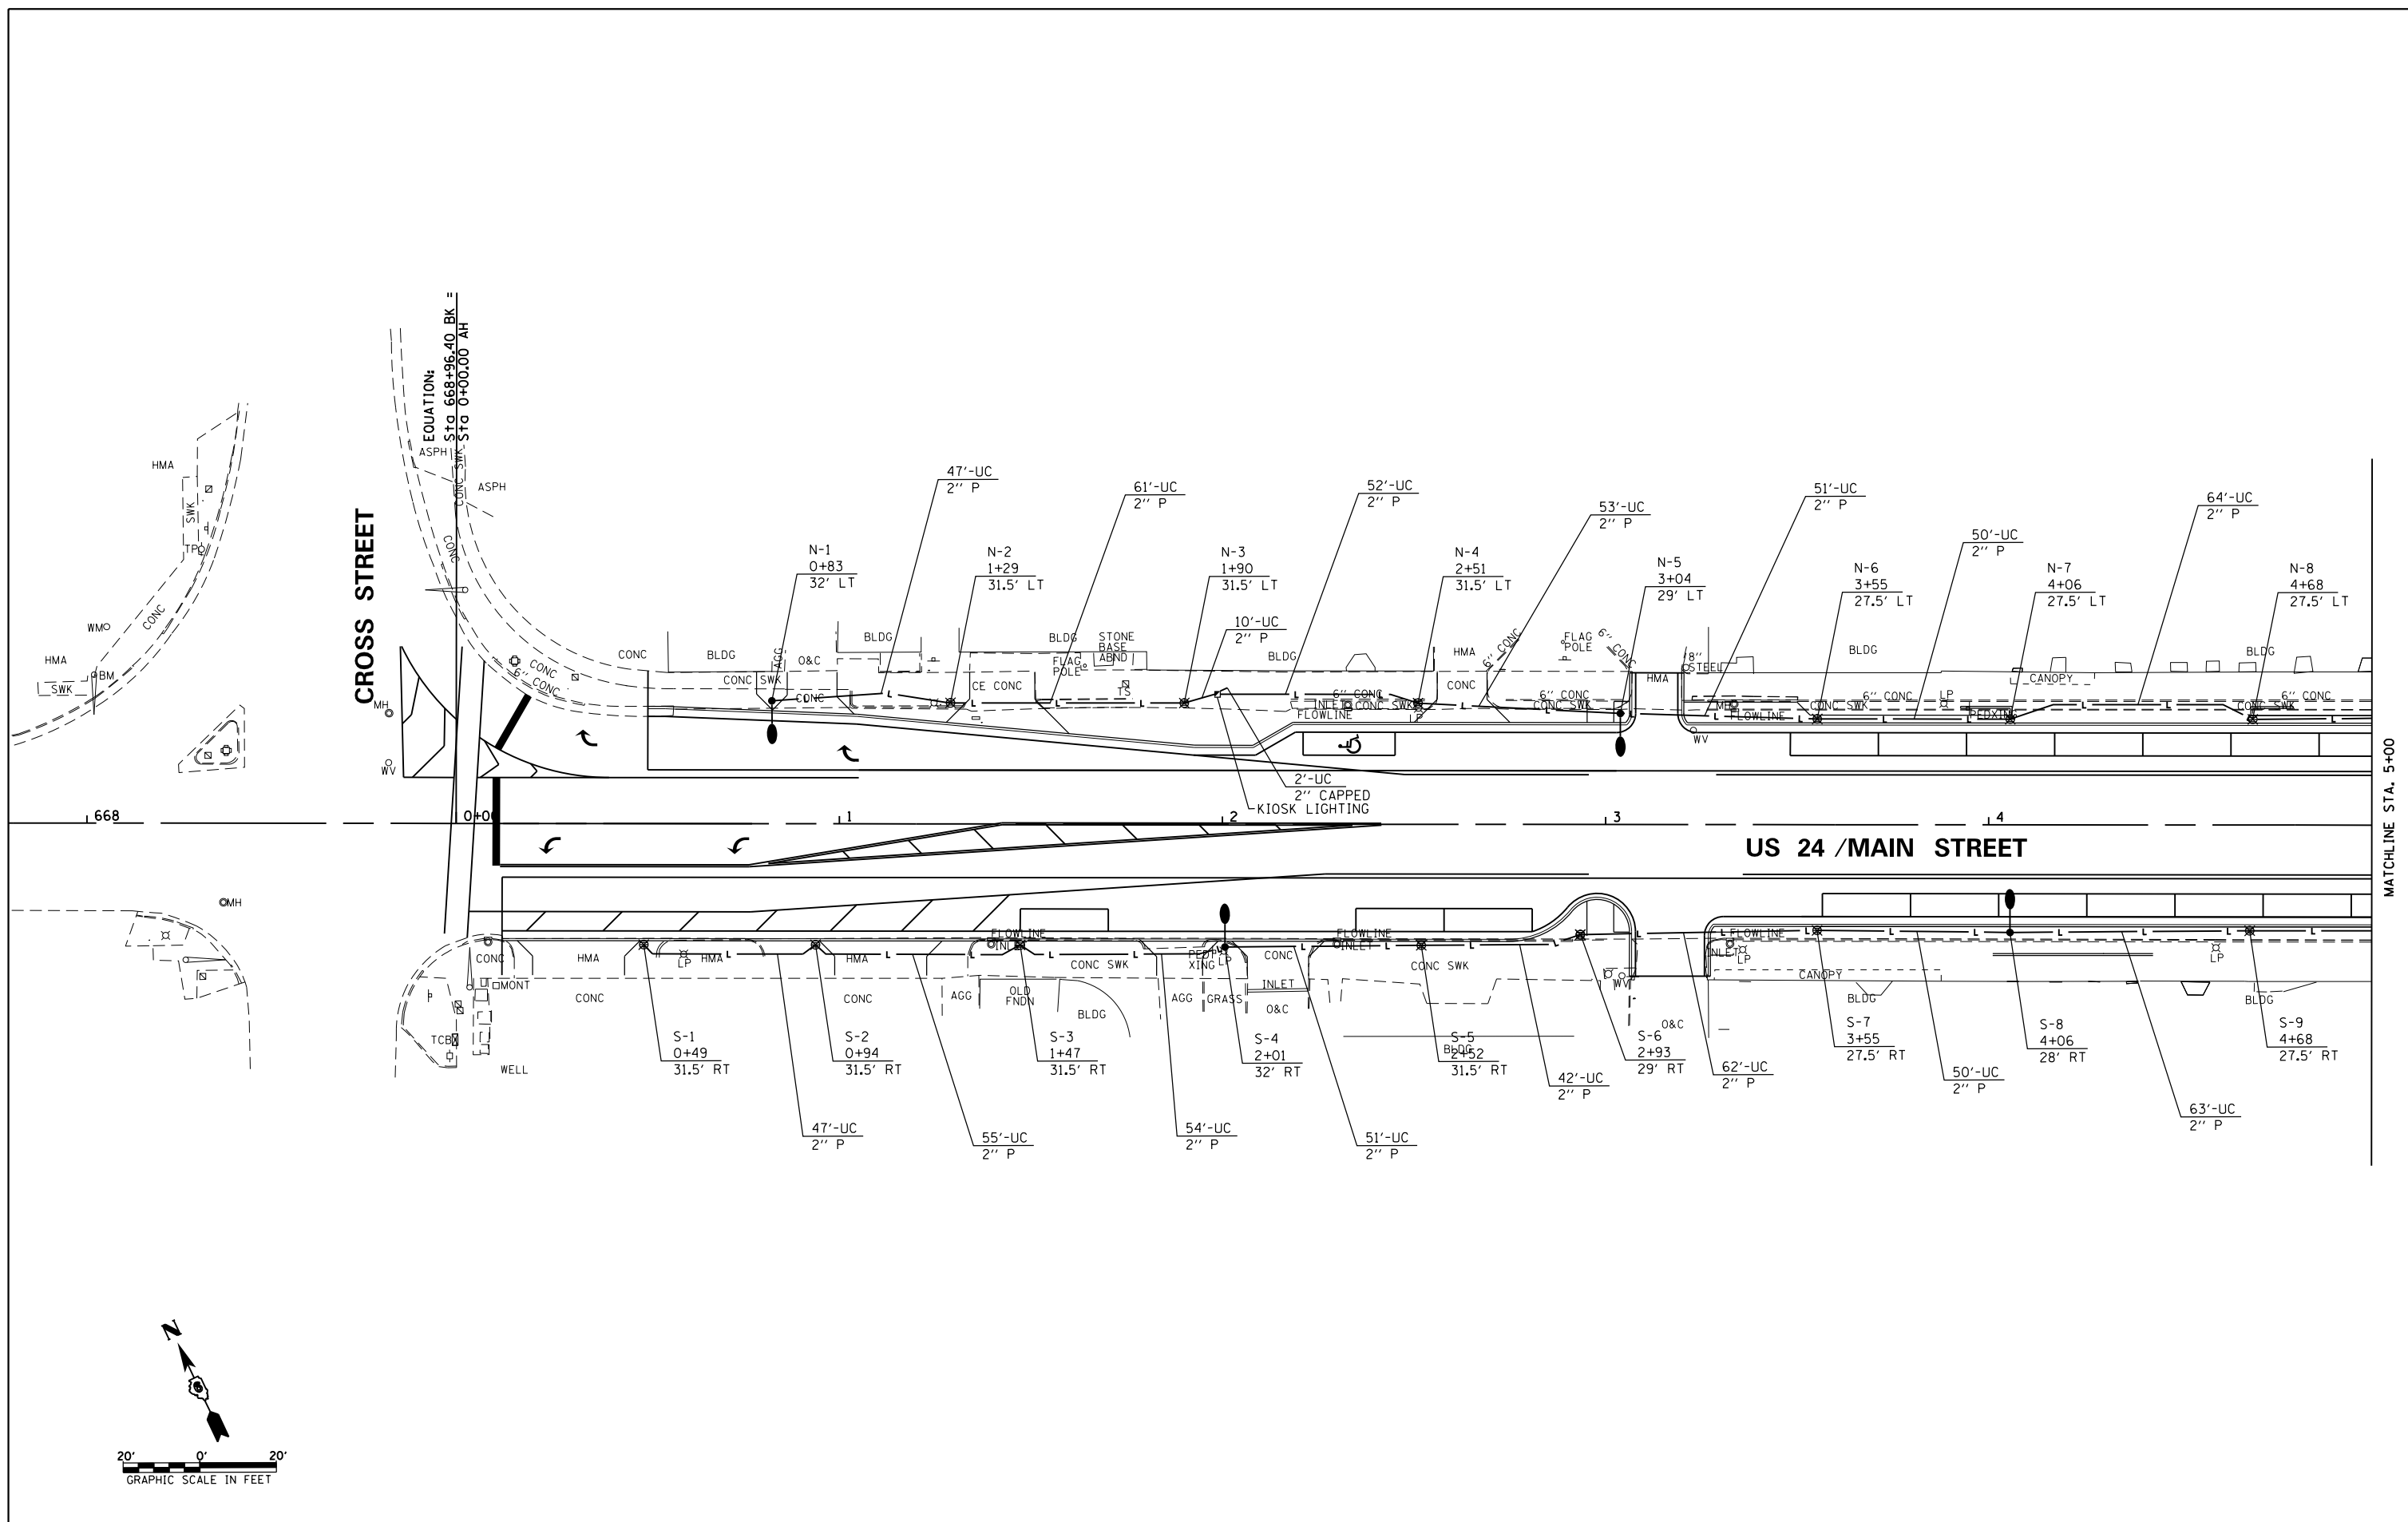 EQUATION:
Sta 668+96.40 BK =
Sta 0+00.00 AH
CROSS STREET
ASPH
CONC SWK
ASPH
HMA
SWK
TP
CONC
CONC
WM
HMA
BM
SWK
MH
WV
CONC
6" CONC
CONC
47'-UC
2" P
61'-UC
2" P
52'-UC
2" P
53'-UC
2" P
51'-UC
2" P
50'-UC
2" P
64'-UC
2" P
N-1
0+83
32' LT
N-2
1+29
31.5' LT
N-3
1+90
31.5' LT
N-4
2+51
31.5' LT
N-5
3+04
29' LT
N-6
3+55
27.5' LT
N-7
4+06
27.5' LT
N-8
4+68
27.5' LT
10'-UC
2" P
BLDG
AGG
O&C
BLDG
BLDG
STONE
BASE
ABND
FLAG
POLE
BLDG
HMA
6" CONC
FLAG
POLE
6" CONC
8"
STEEL
BLDG
BLDG
CONC SWK
CONC
CE CONC
TS
6" CONC
INLET
CONC SWK
FLOWLINE
LP
CONC
6" CONC
CONC SWK
HMA
MH
FLOWLINE
WV
CONC SWK
6" CONC
LP
CANOPY
PEDXING
CONC SWK
6" CONC
L L L L L L L L L L L L L L L L L L
2'-UC
2" CAPPED
KIOSK LIGHTING
668
0+00
1
2
3
4
US 24 /MAIN STREET
MATCHLINE STA. 5+00
MH
CONC
MONT
TCBX
WELL
HMA
CONC
LP
HMA
HMA
CONC
FLOWLINE
INLET
AGG
OLD
FNDN
CONC SWK
BLDG
PED
XING
LP
AGG
GRASS
CONC
INLET
O&C
FLOWLINE
INLET
CONC SWK
BLDG
WV
O&C
FLOWLINE
INLET
LP
CANOPY
BLDG
LP
BLDG
L L L L L L L L L L L L L L L L L
S-1
0+49
31.5' RT
S-2
0+94
31.5' RT
S-3
1+47
31.5' RT
S-4
2+01
32' RT
S-5
2+52
31.5' RT
S-6
2+93
29' RT
S-7
3+55
27.5' RT
S-8
4+06
28' RT
S-9
4+68
27.5' RT
47'-UC
2" P
55'-UC
2" P
54'-UC
2" P
51'-UC
2" P
42'-UC
2" P
62'-UC
2" P
50'-UC
2" P
63'-UC
2" P
N
20' 0' 20'
GRAPHIC SCALE IN FEET